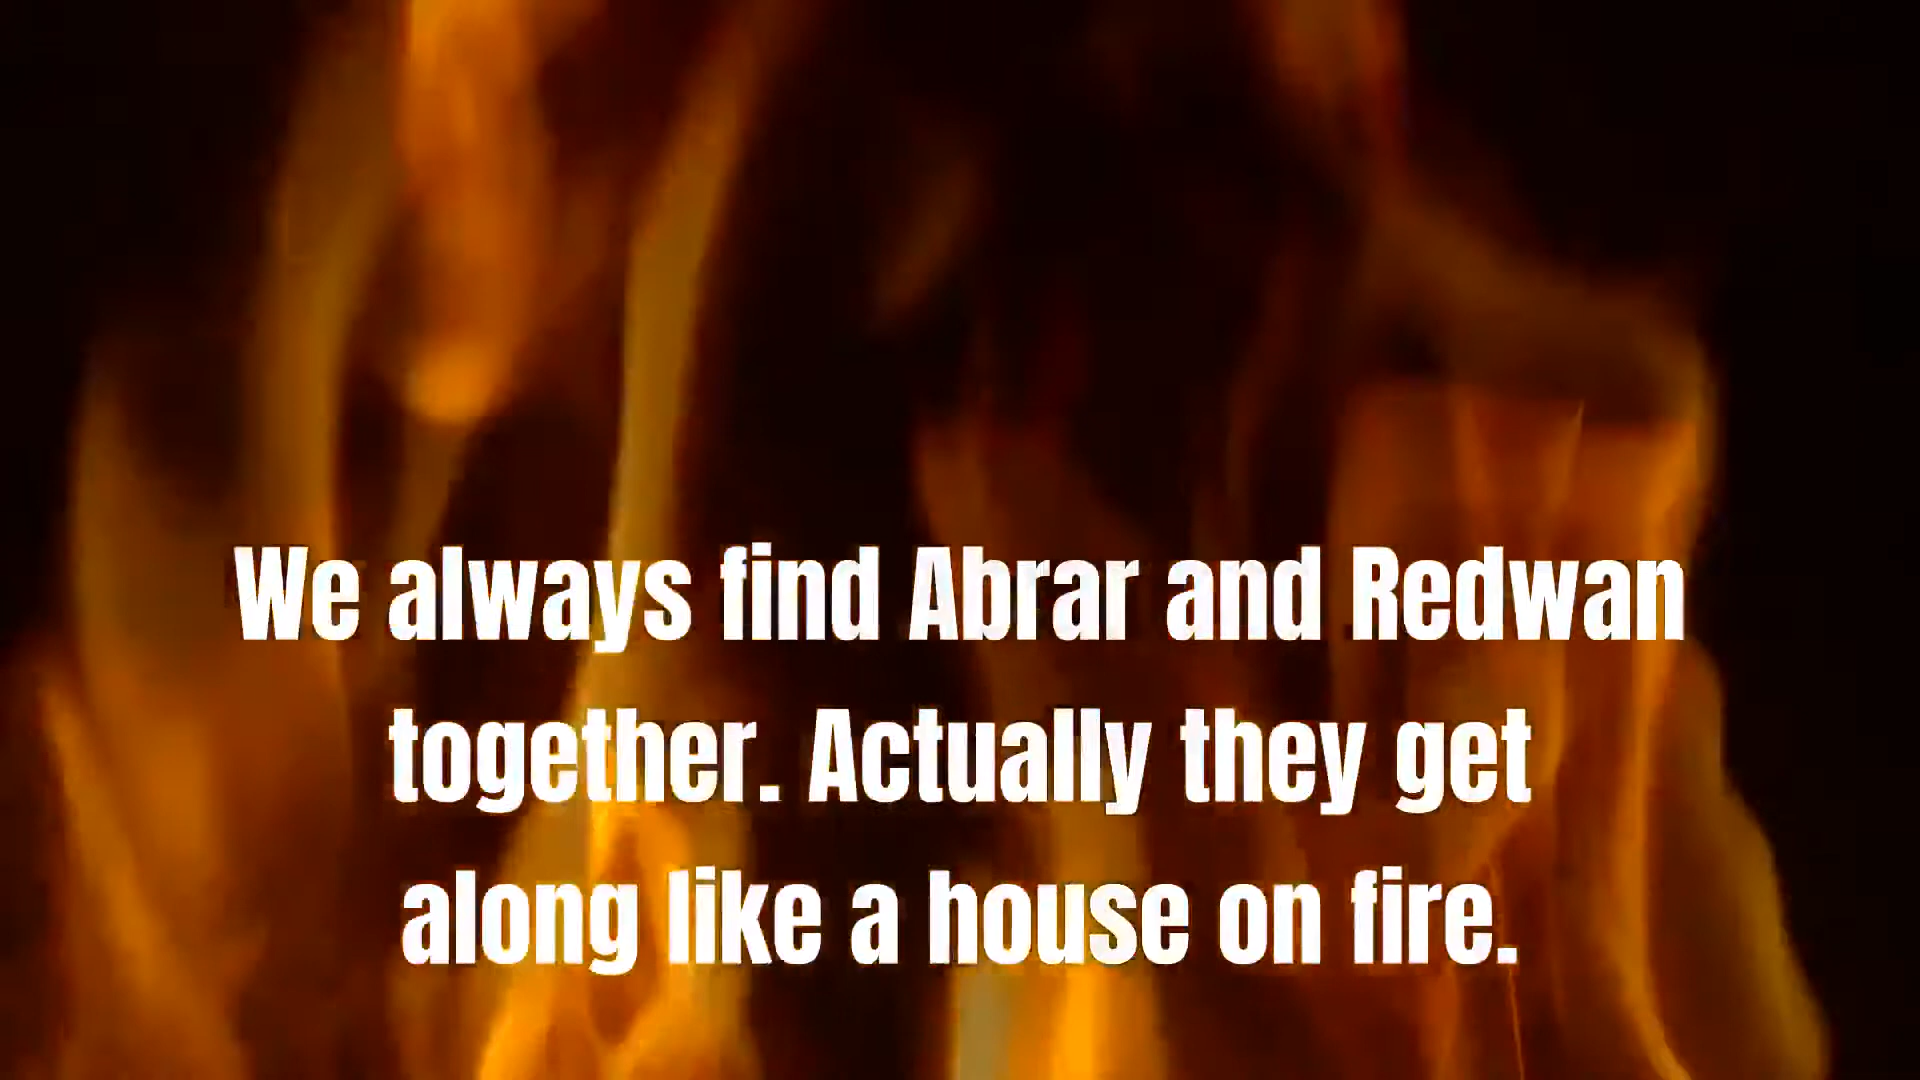 We always find Abrar and Redwan
together. Actually they get
along like a house on fire.